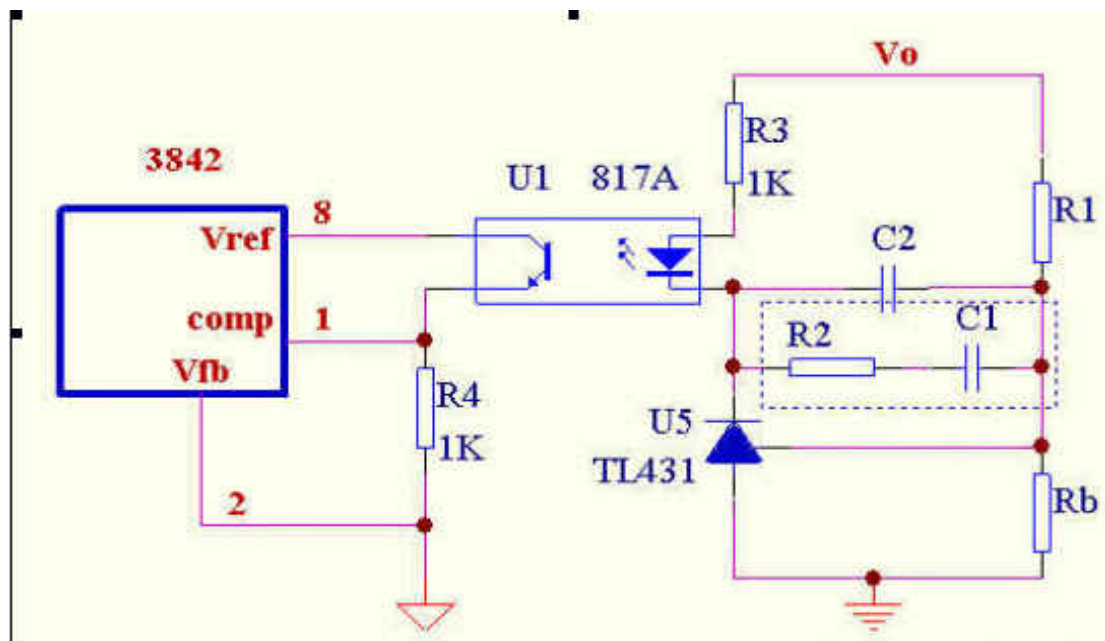 Vo
R3
1K
3842
U1
817A
R1
8
Vref
C2
comp
1
R2
C1
Vfb
R4
1K
U5
TL431
Rb
2